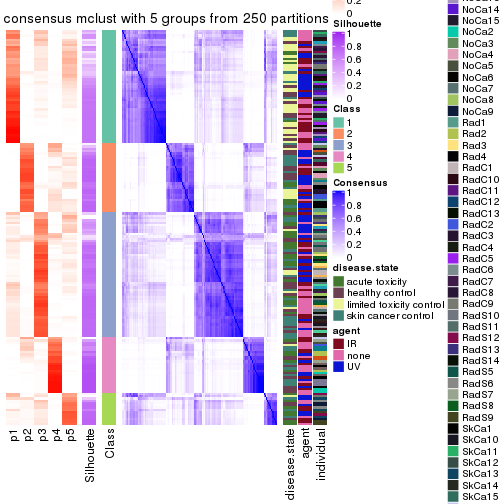 consensus mclust with 5 groups from 250 partitions
p1
p2
p3
p4
p5
Silhouette
Class
disease.state
agent
individual
0.2
0
Silhouette
1
0.8
0.6
0.4
0.2
0
Class
1
2
3
4
5
Consensus
1
0.8
0.6
0.4
0.2
0
disease.state
acute toxicity
healthy control
limited toxicity control
skin cancer control
agent
IR
none
UV
NoCa14
NoCa15
NoCa2
NoCa3
NoCa4
NoCa5
NoCa6
NoCa7
NoCa8
NoCa9
Rad1
Rad2
Rad3
Rad4
RadC1
RadC10
RadC11
RadC12
RadC13
RadC2
RadC3
RadC4
RadC5
RadC6
RadC7
RadC8
RadC9
RadS10
RadS11
RadS12
RadS13
RadS14
RadS5
RadS6
RadS7
RadS8
RadS9
SkCa1
SkCa10
SkCa11
SkCa12
SkCa13
SkCa14
SkCa15